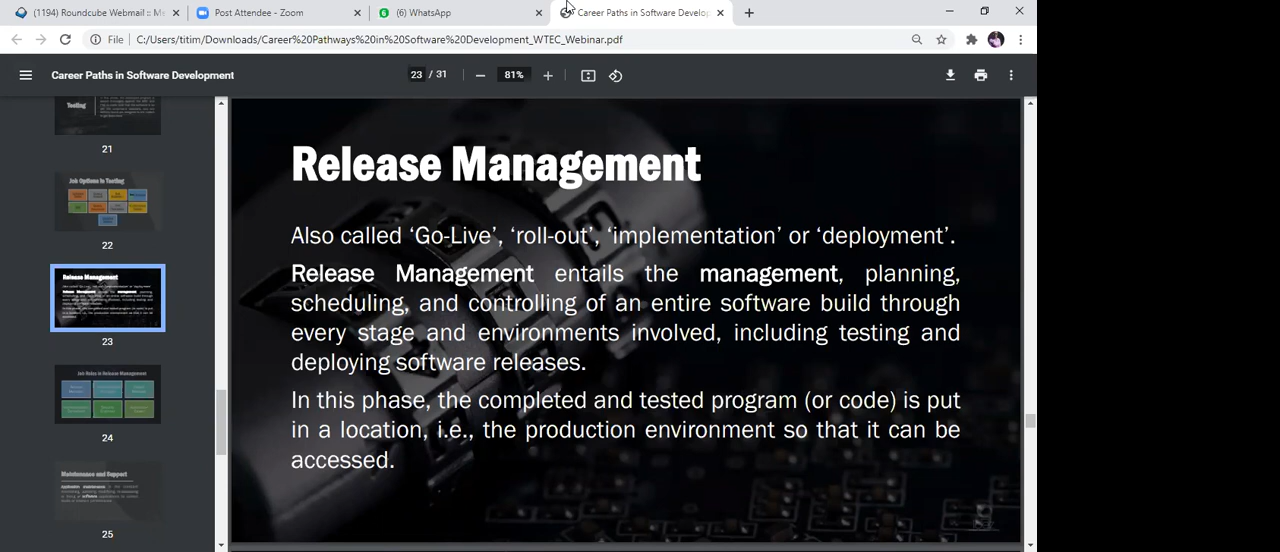 (1194) Roundcube Webmail :: Me
Post Attendee - Zoom
(6) WhatsApp
Career Paths in Software Develop
File
C:/Users/titim/Downloads/Career%20Pathways%20in%20Software%20Development_WTEC_Webinar.pdf
Career Paths in Software Development
23 / 31
81%
Testing
21
Job Options In Testing
22
Release Management
23
Job Roles in Release Management
24
Maintenance and Support
25
Release Management
Also called ‘Go-Live’, ‘roll-out’, ‘implementation’ or ‘deployment’.
Release Management entails the management, planning,
scheduling, and controlling of an entire software build through
every stage and environments involved, including testing and
deploying software releases.
In this phase, the completed and tested program (or code) is put
in a location, i.e., the production environment so that it can be
accessed.